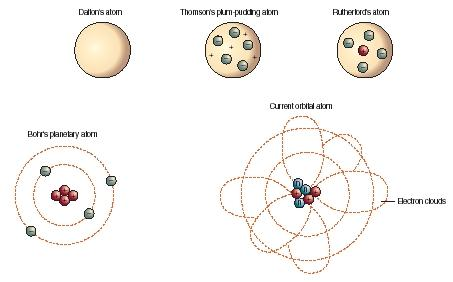 Dalton's atom
Thomson's plum-pudding atom
Rutherford's atom
Current orbital atom
Bohr's planetary atom
Electron clouds